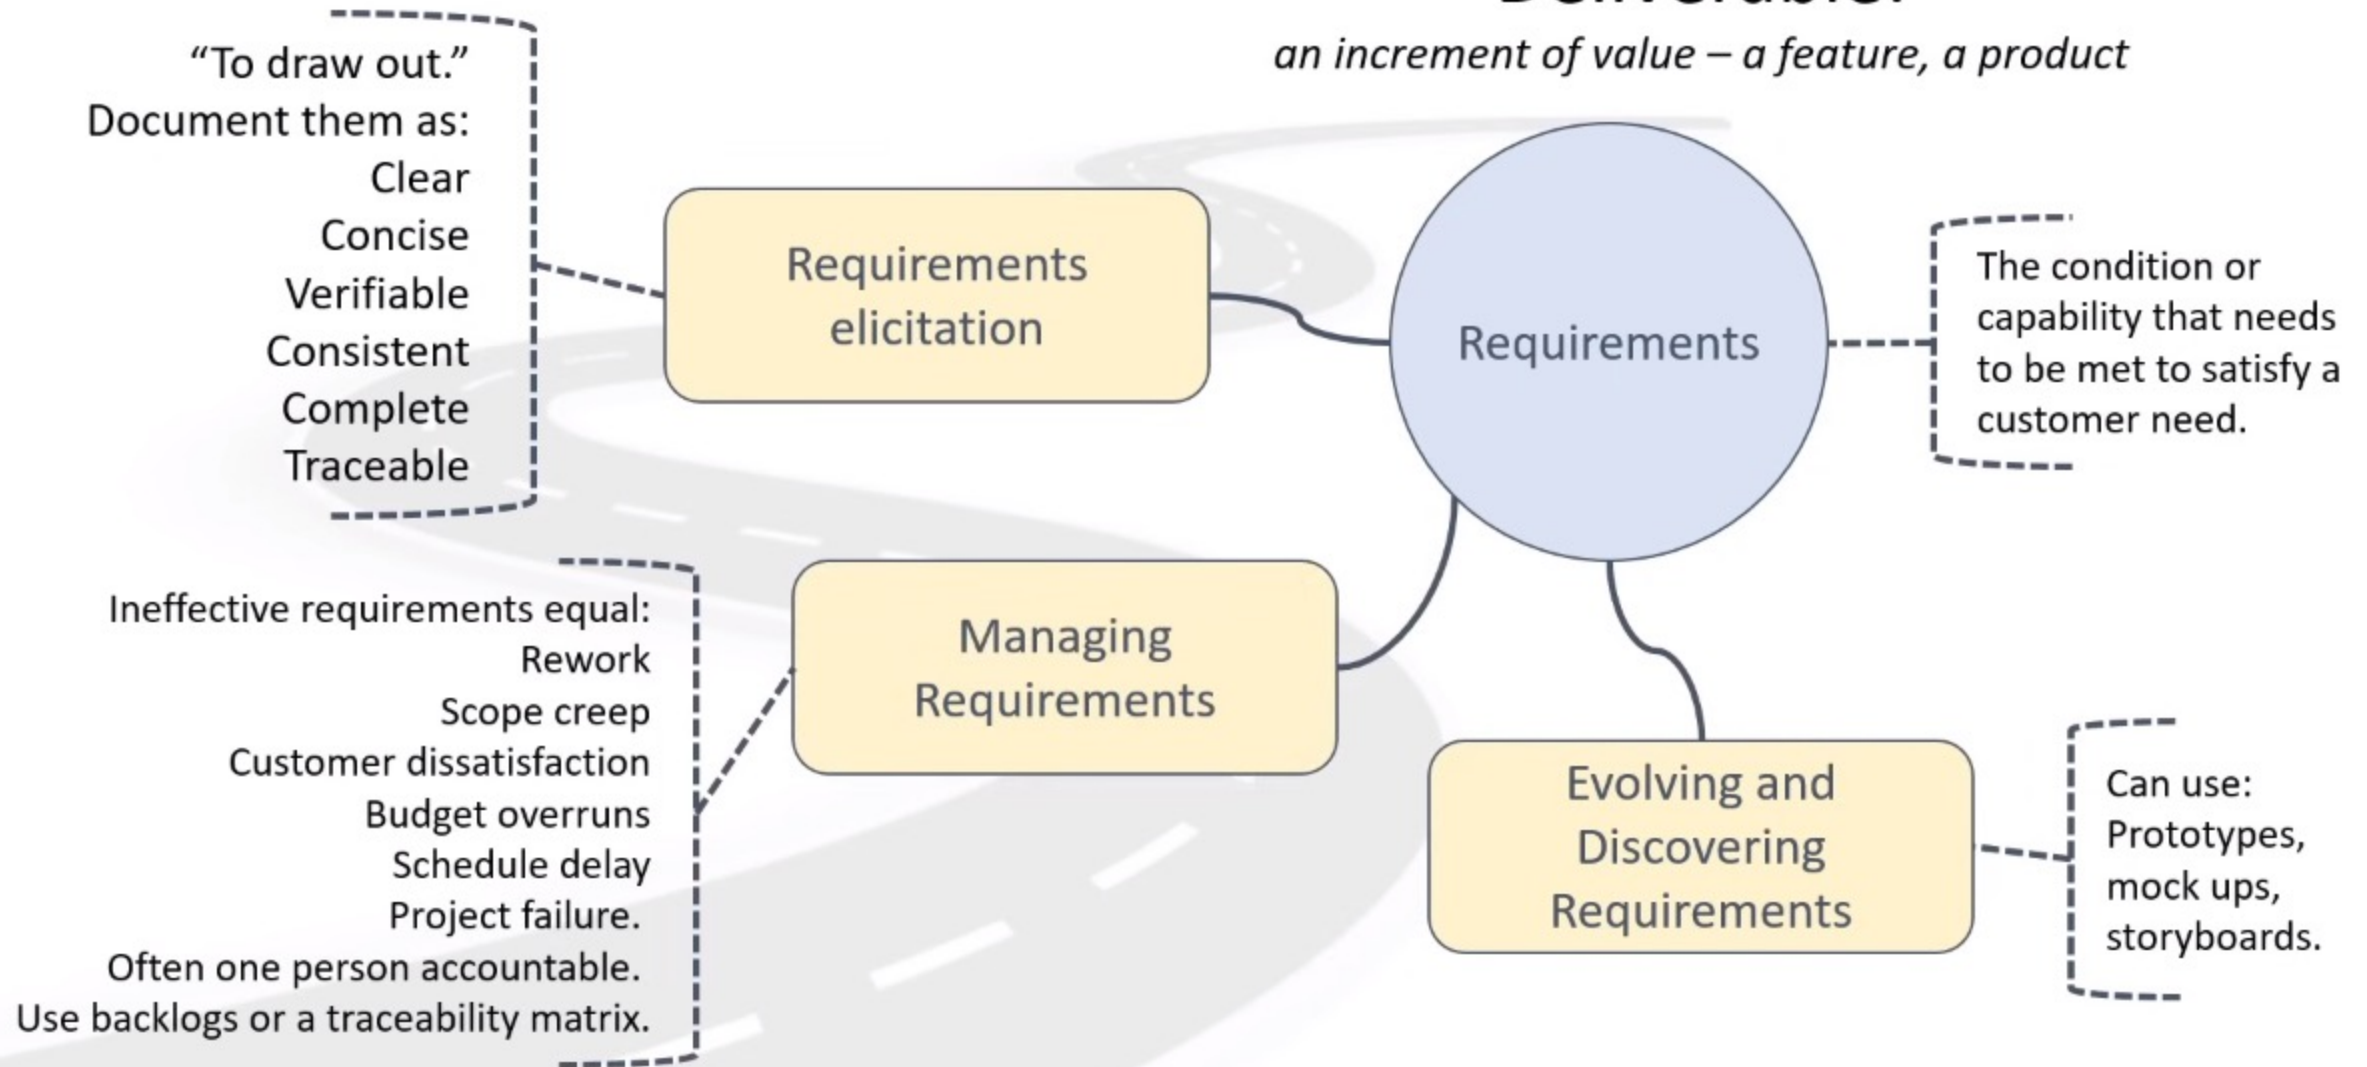 an increment of value – a feature, a product
“To draw out.”
Document them as:
Clear
Concise
Verifiable
Consistent
Complete
Traceable
Requirements
elicitation
Requirements
The condition or
capability that needs
to be met to satisfy a
customer need.
Ineffective requirements equal:
Rework
Scope creep
Customer dissatisfaction
Budget overruns
Schedule delay
Project failure.
Often one person accountable.
Use backlogs or a traceability matrix.
Managing
Requirements
Evolving and
Discovering
Requirements
Can use:
Prototypes,
mock ups,
storyboards.